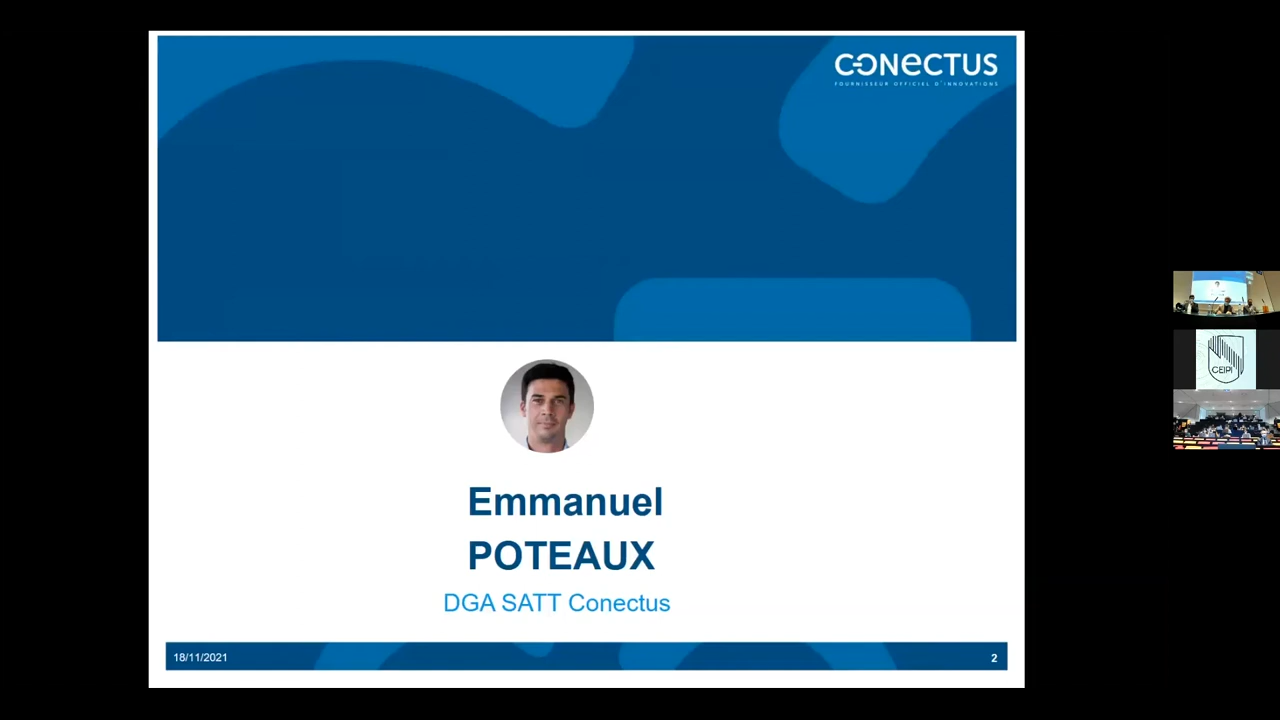 CONECTUS
FOURNISSEUR OFFICIEL D'INNOVATIONS
Emmanuel
POTEAUX
DGA SATT Conectus
18/11/2021
2
CEIPI